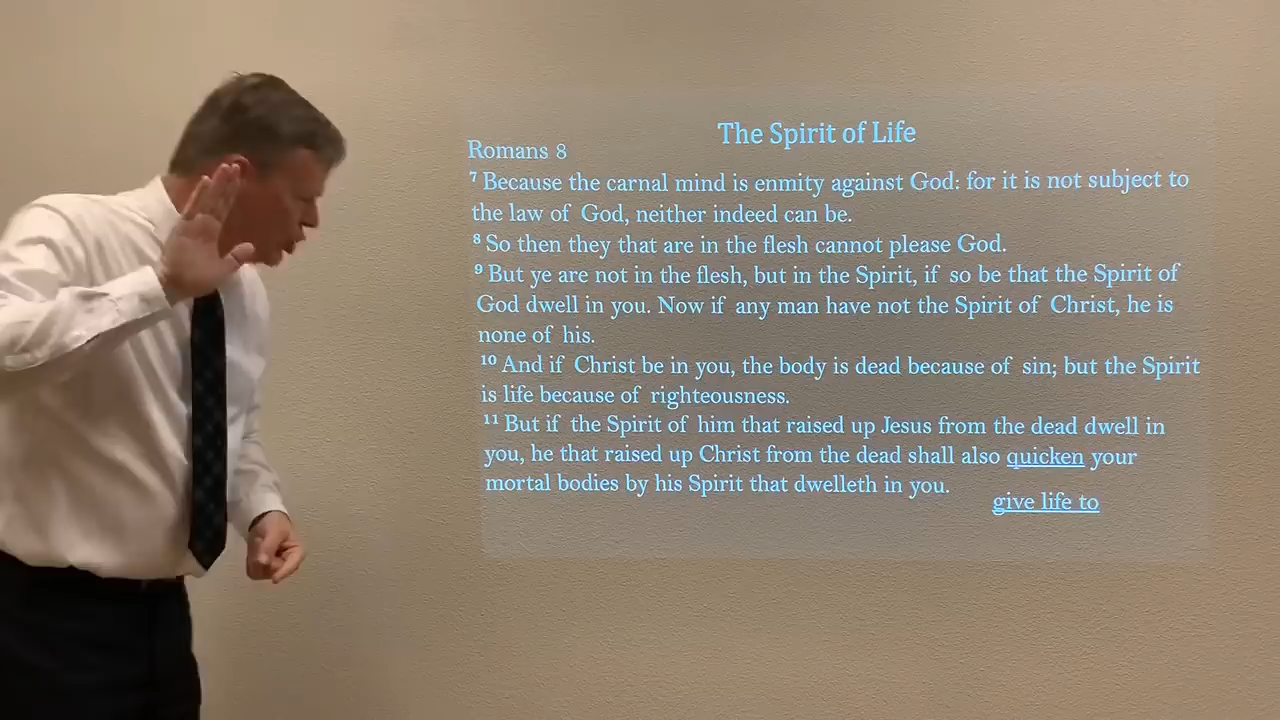 The Spirit of Life
Romans 8
⁷ Because the carnal mind is enmity against God: for it is not subject to
the law of God, neither indeed can be.
⁸ So then they that are in the flesh cannot please God.
⁹ But ye are not in the flesh, but in the Spirit, if so be that the Spirit of
God dwell in you. Now if any man have not the Spirit of Christ, he is
none of his.
¹⁰ And if Christ be in you, the body is dead because of sin; but the Spirit
is life because of righteousness.
¹¹ But if the Spirit of him that raised up Jesus from the dead dwell in
you, he that raised up Christ from the dead shall also quicken your
mortal bodies by his Spirit that dwelleth in you.
give life to